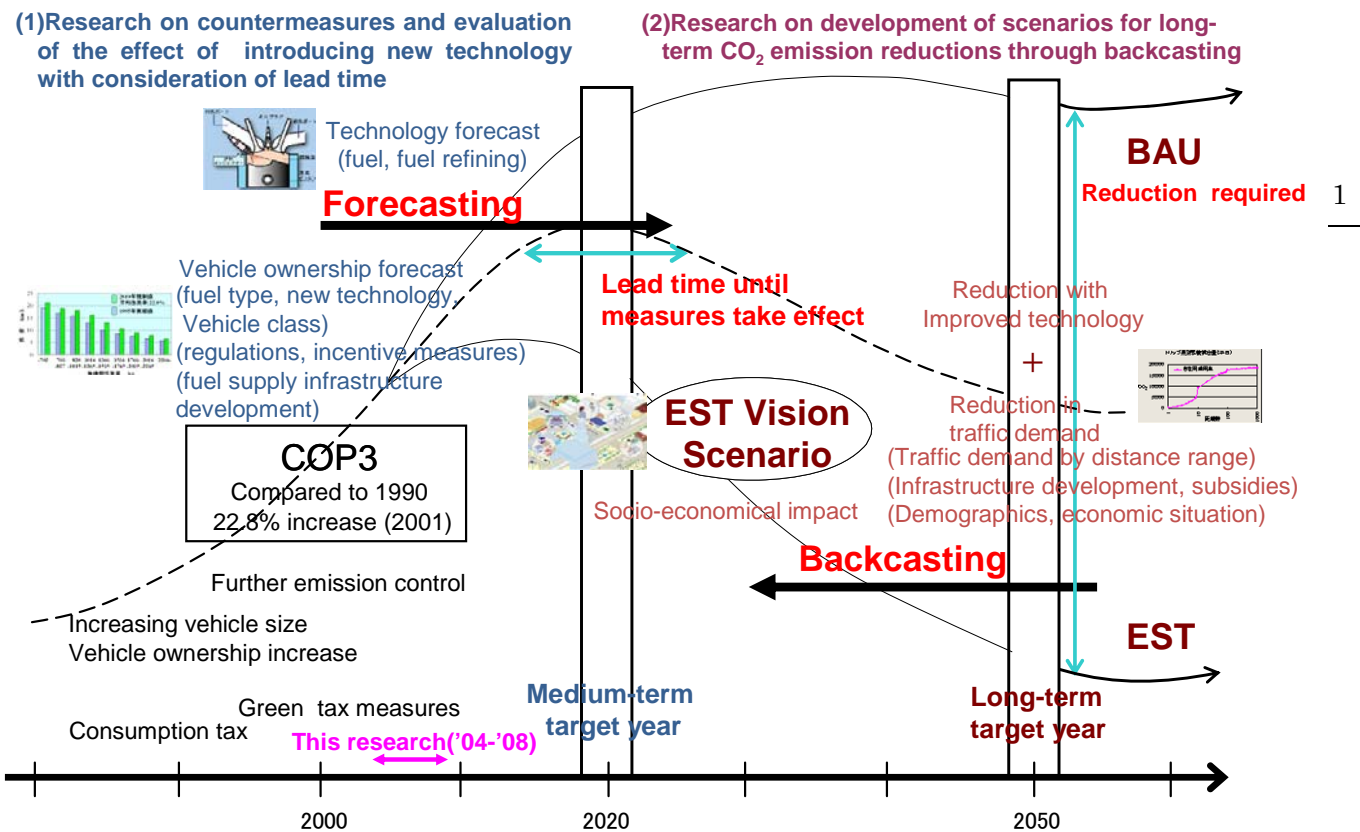 (1)Research on countermeasures and evaluation
of the effect of introducing new technology
with consideration of lead time
(2)Research on development of scenarios for long-
term CO₂ emission reductions through backcasting
Technology forecast
(fuel, fuel refining)
Forecasting
BAU
Reduction required
1
Vehicle ownership forecast
(fuel type, new technology,
Vehicle class)
(regulations, incentive measures)
(fuel supply infrastructure
development)
Lead time until
measures take effect
Reduction with
Improved technology
+
Reduction in
traffic demand
(Traffic demand by distance range)
(Infrastructure development, subsidies)
(Demographics, economic situation)
EST Vision
Scenario
COP3
Compared to 1990
22.8% increase (2001)
Socio-economical impact
Backcasting
Further emission control
Increasing vehicle size
Vehicle ownership increase
EST
Green tax measures
Consumption tax
This research('04-'08)
Medium-term
target year
Long-term
target year
2000
2020
2050